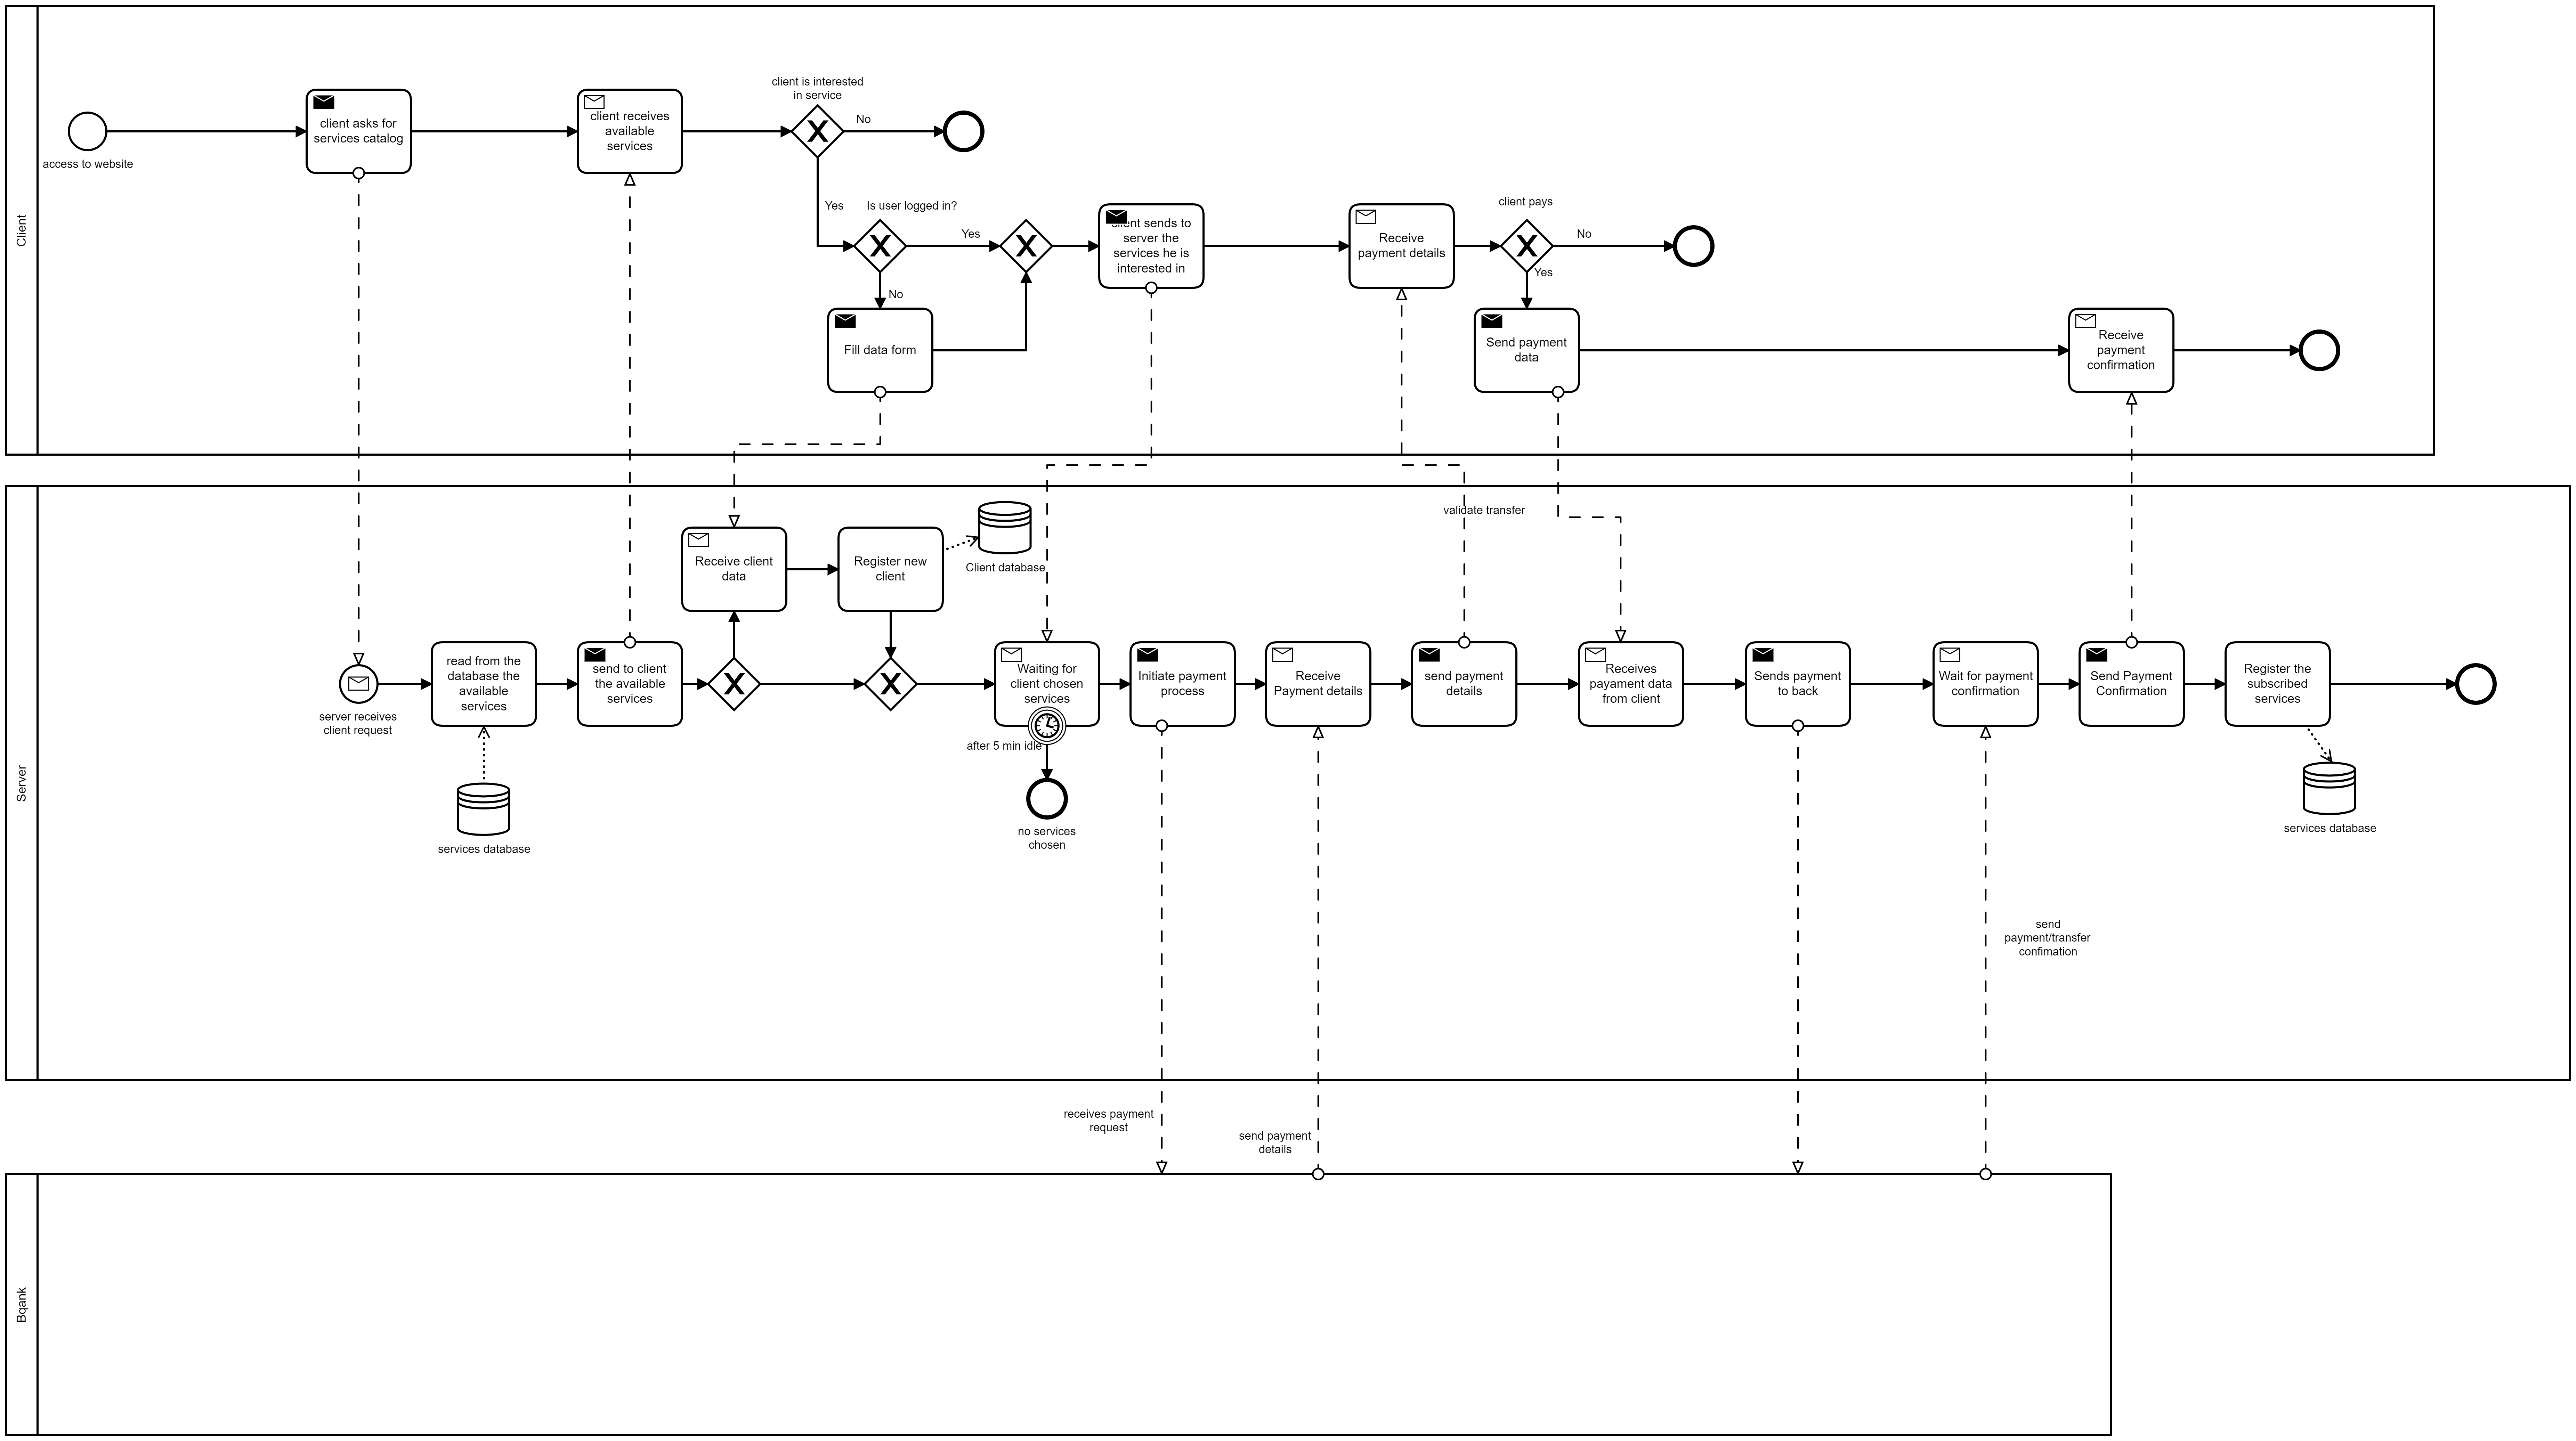 Client
access to website
client asks for
services catalog
client receives
available
services
client is interested
in service
No
Yes
Is user logged in?
Yes
No
Fill data form
client sends to
server the
services he is
interested in
Receive
payment details
client pays
No
Yes
Send payment
data
Receive
payment
confirmation
Server
server receives
client request
read from the
database the
available
services
services database
send to client
the available
services
Receive client
data
Register new
client
Client database
Waiting for
client chosen
services
after 5 min idle
no services
chosen
Initiate payment
process
Receive
Payment details
send payment
details
validate transfer
Receives
payament data
from client
Sends payment
to back
Wait for payment
confirmation
Send Payment
Confirmation
Register the
subscribed
services
services database
send
payment/transfer
confimation
receives payment
request
send payment
details
Bqank